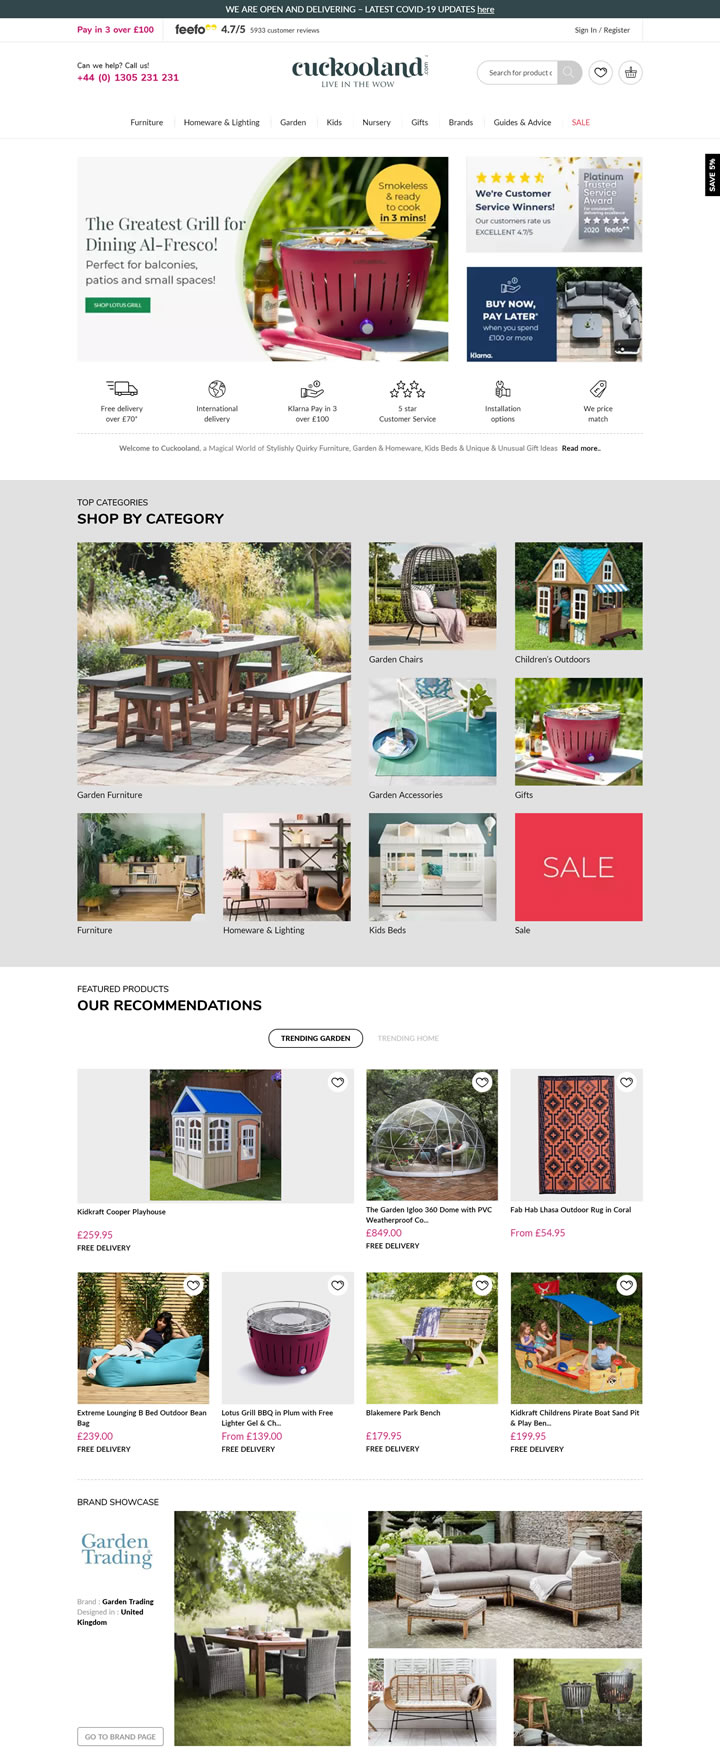 WE ARE OPEN AND DELIVERING – LATEST COVID-19 UPDATES here
Pay in 3 over £100
feefo 4.7/5 5933 customer reviews
Sign In / Register
Can we help? Call us!
+44 (0) 1305 231 231
cuckooland.com
LIVE IN THE WOW
Search for product c
Furniture
Homeware & Lighting
Garden
Kids
Nursery
Gifts
Brands
Guides & Advice
SALE
SAVE 5%
The Greatest Grill for
Dining Al-Fresco!
Perfect for balconies,
patios and small spaces!
SHOP LOTUS GRILL
Smokeless
& ready
to cook
in 3 mins!
We're Customer
Service Winners!
Our customers rate us
EXCELLENT 4.7/5
Platinum
Trusted
Service
Award
2020 feefo
BUY NOW,
PAY LATER*
when you spend
£100 or more
Klarna.
Free delivery
over £70*
International
delivery
Klarna Pay in 3
over £100
5 star
Customer Service
Installation
options
We price
match
Welcome to Cuckooland, a Magical World of Stylishly Quirky Furniture, Garden & Homeware, Kids Beds & Unique & Unusual Gift Ideas Read more..
TOP CATEGORIES
SHOP BY CATEGORY
Garden Chairs
Children's Outdoors
Garden Furniture
Garden Accessories
Gifts
SALE
Furniture
Homeware & Lighting
Kids Beds
Sale
FEATURED PRODUCTS
OUR RECOMMENDATIONS
TRENDING GARDEN
TRENDING HOME
Kidkraft Cooper Playhouse
£259.95
FREE DELIVERY
The Garden Igloo 360 Dome with PVC
Weatherproof Co...
£849.00
FREE DELIVERY
Fab Hab Lhasa Outdoor Rug in Coral
From £54.95
Extreme Lounging B Bed Outdoor Bean
Bag
£239.00
FREE DELIVERY
Lotus Grill BBQ in Plum with Free
Lighter Gel & Ch...
From £139.00
FREE DELIVERY
Blakemere Park Bench
£179.95
FREE DELIVERY
Kidkraft Childrens Pirate Boat Sand Pit
& Play Ben...
£199.95
FREE DELIVERY
BRAND SHOWCASE
Garden
Trading
Brand : Garden Trading
Designed in : United
Kingdom
GO TO BRAND PAGE